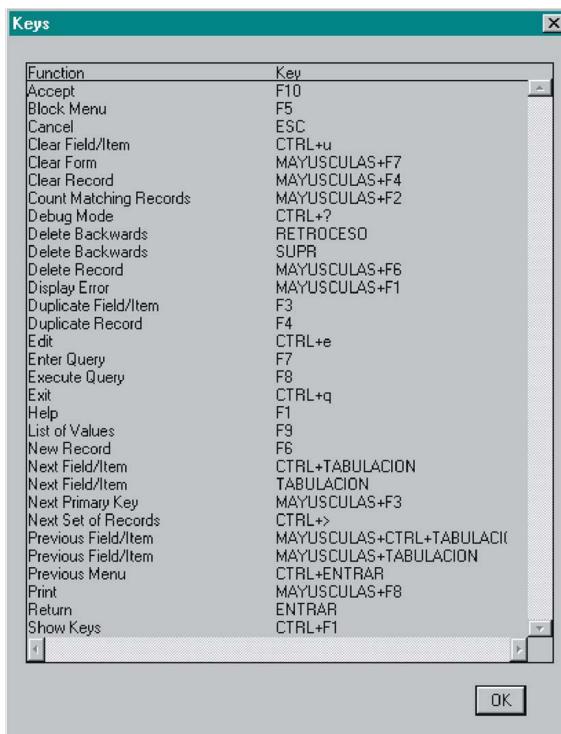 Keys
Function Key
Accept F10
Block Menu F5
Cancel ESC
Clear Field/Item CTRL+u
Clear Form MAYUSCULAS+F7
Clear Record MAYUSCULAS+F4
Count Matching Records MAYUSCULAS+F2
Debug Mode CTRL+?
Delete Backwards RETROCESO
Delete Backwards SUPR
Delete Record MAYUSCULAS+F6
Display Error MAYUSCULAS+F1
Duplicate Field/Item F3
Duplicate Record F4
Edit CTRL+e
Enter Query F7
Execute Query F8
Exit CTRL+q
Help F1
List of Values F9
New Record F6
Next Field/Item CTRL+TABULACION
Next Field/Item TABULACION
Next Primary Key MAYUSCULAS+F3
Next Set of Records CTRL+>
Previous Field/Item MAYUSCULAS+CTRL+TABULACI(
Previous Field/Item MAYUSCULAS+TABULACION
Previous Menu CTRL+ENTRAR
Print MAYUSCULAS+F8
Return ENTRAR
Show Keys CTRL+F1
OK